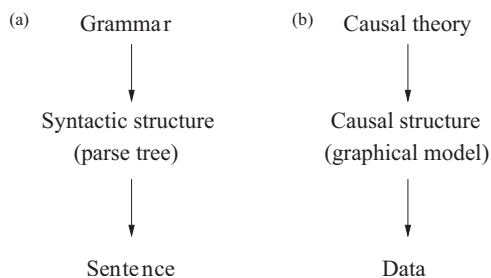 (a) Grammar
(b) Causal theory
Syntactic structure
(parse tree)
Causal structure
(graphical model)
Sentence
Data